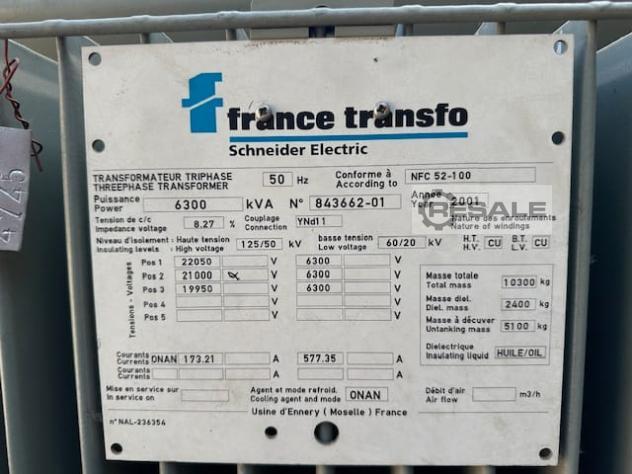 france transfo
Schneider Electric
TRANSFORMATEUR TRIPHASE
THREEPHASE TRANSFORMER
50 Hz
Conforme à
According to
NFC 52-100
Puissance
Power
6300 kVA
N° 843662-01
Année
Year
2001
RESALE
Tension de c/c
Impedance voltage
8.27 %
Couplage
Connection
YNd11
Nature des enroulements
Nature of windings
Niveau d'isolement : Haute tension
Insulating levels : High voltage
125/50 kV
basse tension
Low voltage
60/20 kV
H.T.
H.V.
CU
B.T.
L.V.
CU
Tensions - Voltages
Pos 1 22050 V 6300 V
Pos 2 21000 V 6300 V
Pos 3 19950 V 6300 V
Pos 4 V V
Pos 5 V V
Masse totale
Total mass
10300 kg
Masse diel.
Diel. mass
2400 kg
Masse à décuver
Untanking mass
5100 kg
Dielectrique
Insulating liquid
HUILE/OIL
Courants
Currents
ONAN 173.21 A 577.35 A
Courants
Currents
A A
Mise en service sur
In service on
Agent et mode refroid.
Cooling agent and mode
ONAN
Débit d'air
Air flow
m3/h
Usine d'Ennery ( Moselle ) France
n° NAL-236354
4/45